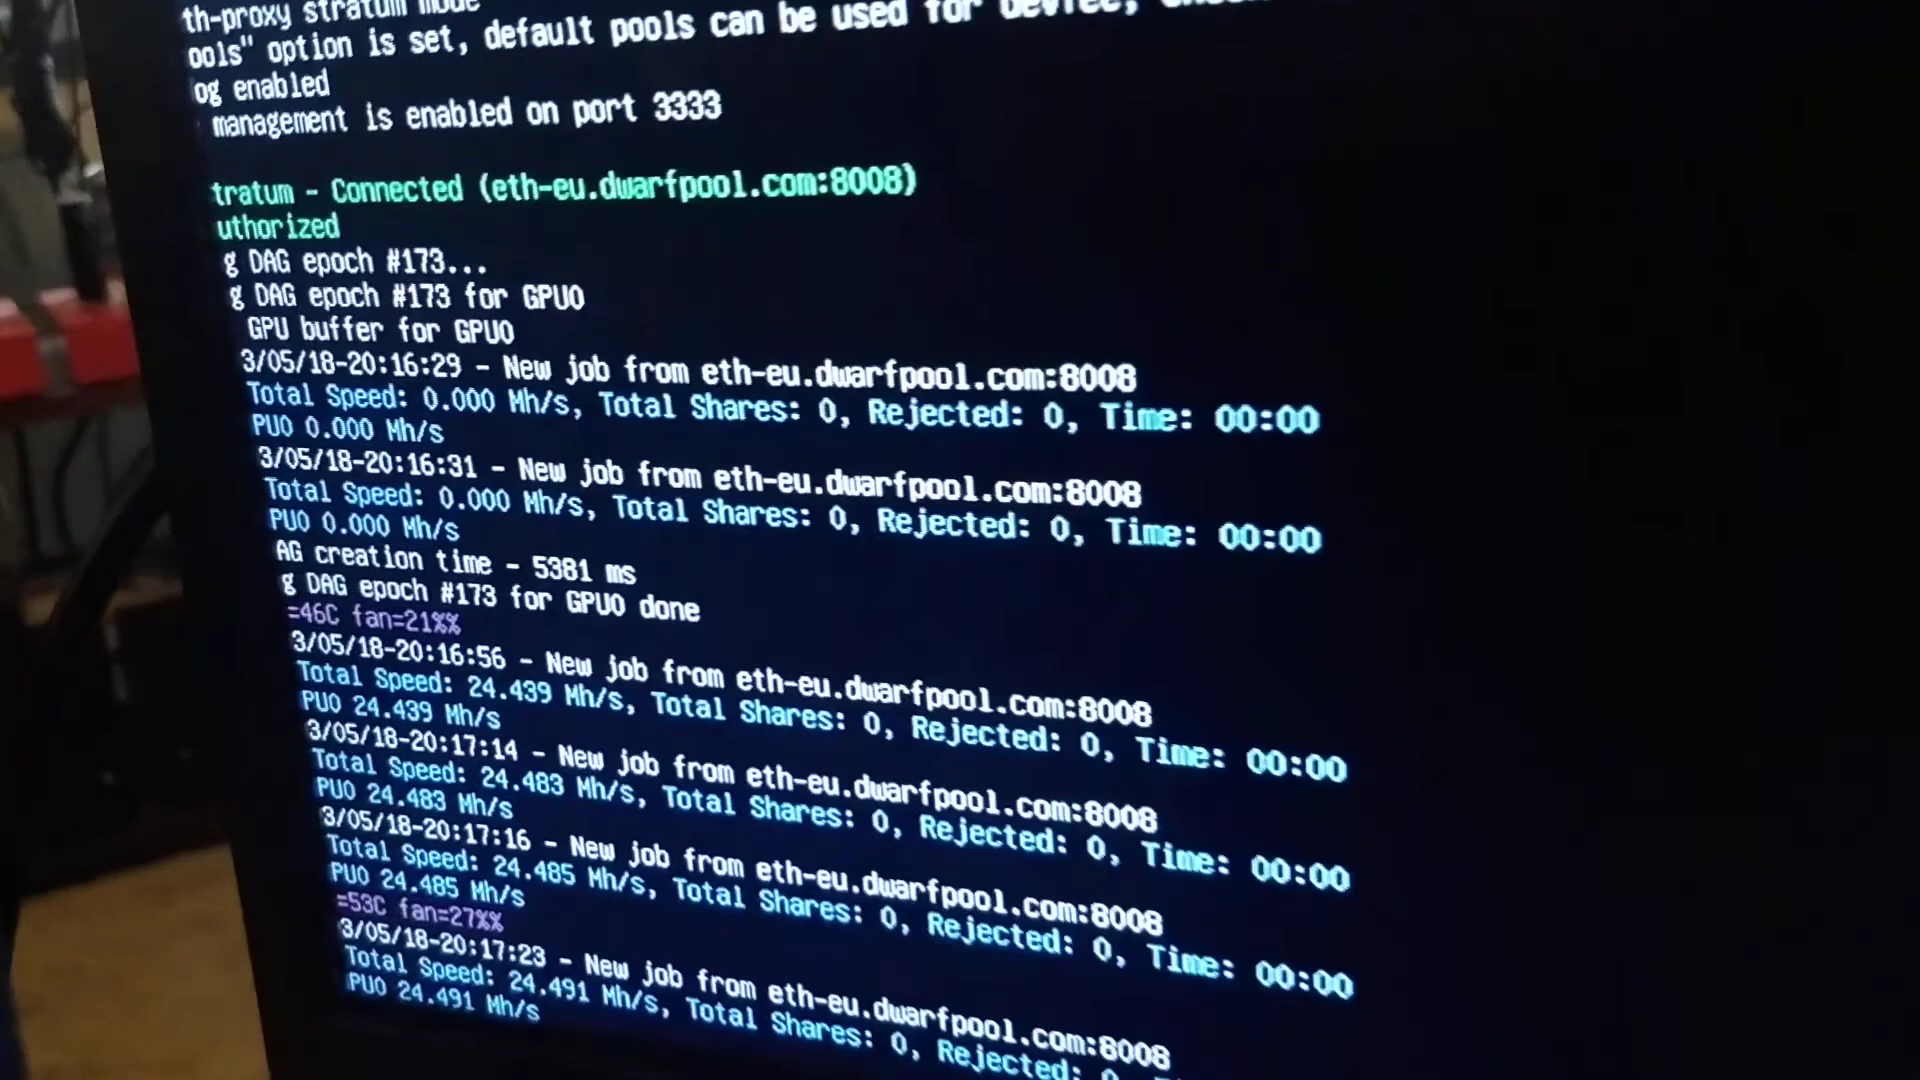 th-proxy stratum mode
ools" option is set, default pools can be used for device,
og enabled
management is enabled on port 3333
tratum - Connected (eth-eu.dwarfpool.com:8008)
uthorized
g DAG epoch #173...
g DAG epoch #173 for GPU0
GPU buffer for GPU0
3/05/18-20:16:29 - New job from eth-eu.dwarfpool.com:8008
Total Speed: 0.000 Mh/s, Total Shares: 0, Rejected: 0, Time: 00:00
PU0 0.000 Mh/s
3/05/18-20:16:31 - New job from eth-eu.dwarfpool.com:8008
Total Speed: 0.000 Mh/s, Total Shares: 0, Rejected: 0, Time: 00:00
PU0 0.000 Mh/s
AG creation time - 5381 ms
g DAG epoch #173 for GPU0 done
=46C fan=21%%
3/05/18-20:16:56 - New job from eth-eu.dwarfpool.com:8008
Total Speed: 24.439 Mh/s, Total Shares: 0, Rejected: 0, Time: 00:00
PU0 24.439 Mh/s
3/05/18-20:17:14 - New job from eth-eu.dwarfpool.com:8008
Total Speed: 24.483 Mh/s, Total Shares: 0, Rejected: 0, Time: 00:00
PU0 24.483 Mh/s
3/05/18-20:17:16 - New job from eth-eu.dwarfpool.com:8008
Total Speed: 24.485 Mh/s, Total Shares: 0, Rejected: 0, Time: 00:00
PU0 24.485 Mh/s
=53C fan=27%%
3/05/18-20:17:23 - New job from eth-eu.dwarfpool.com:8008
Total Speed: 24.491 Mh/s, Total Shares: 0, Rejected: 0,
PU0 24.491 Mh/s